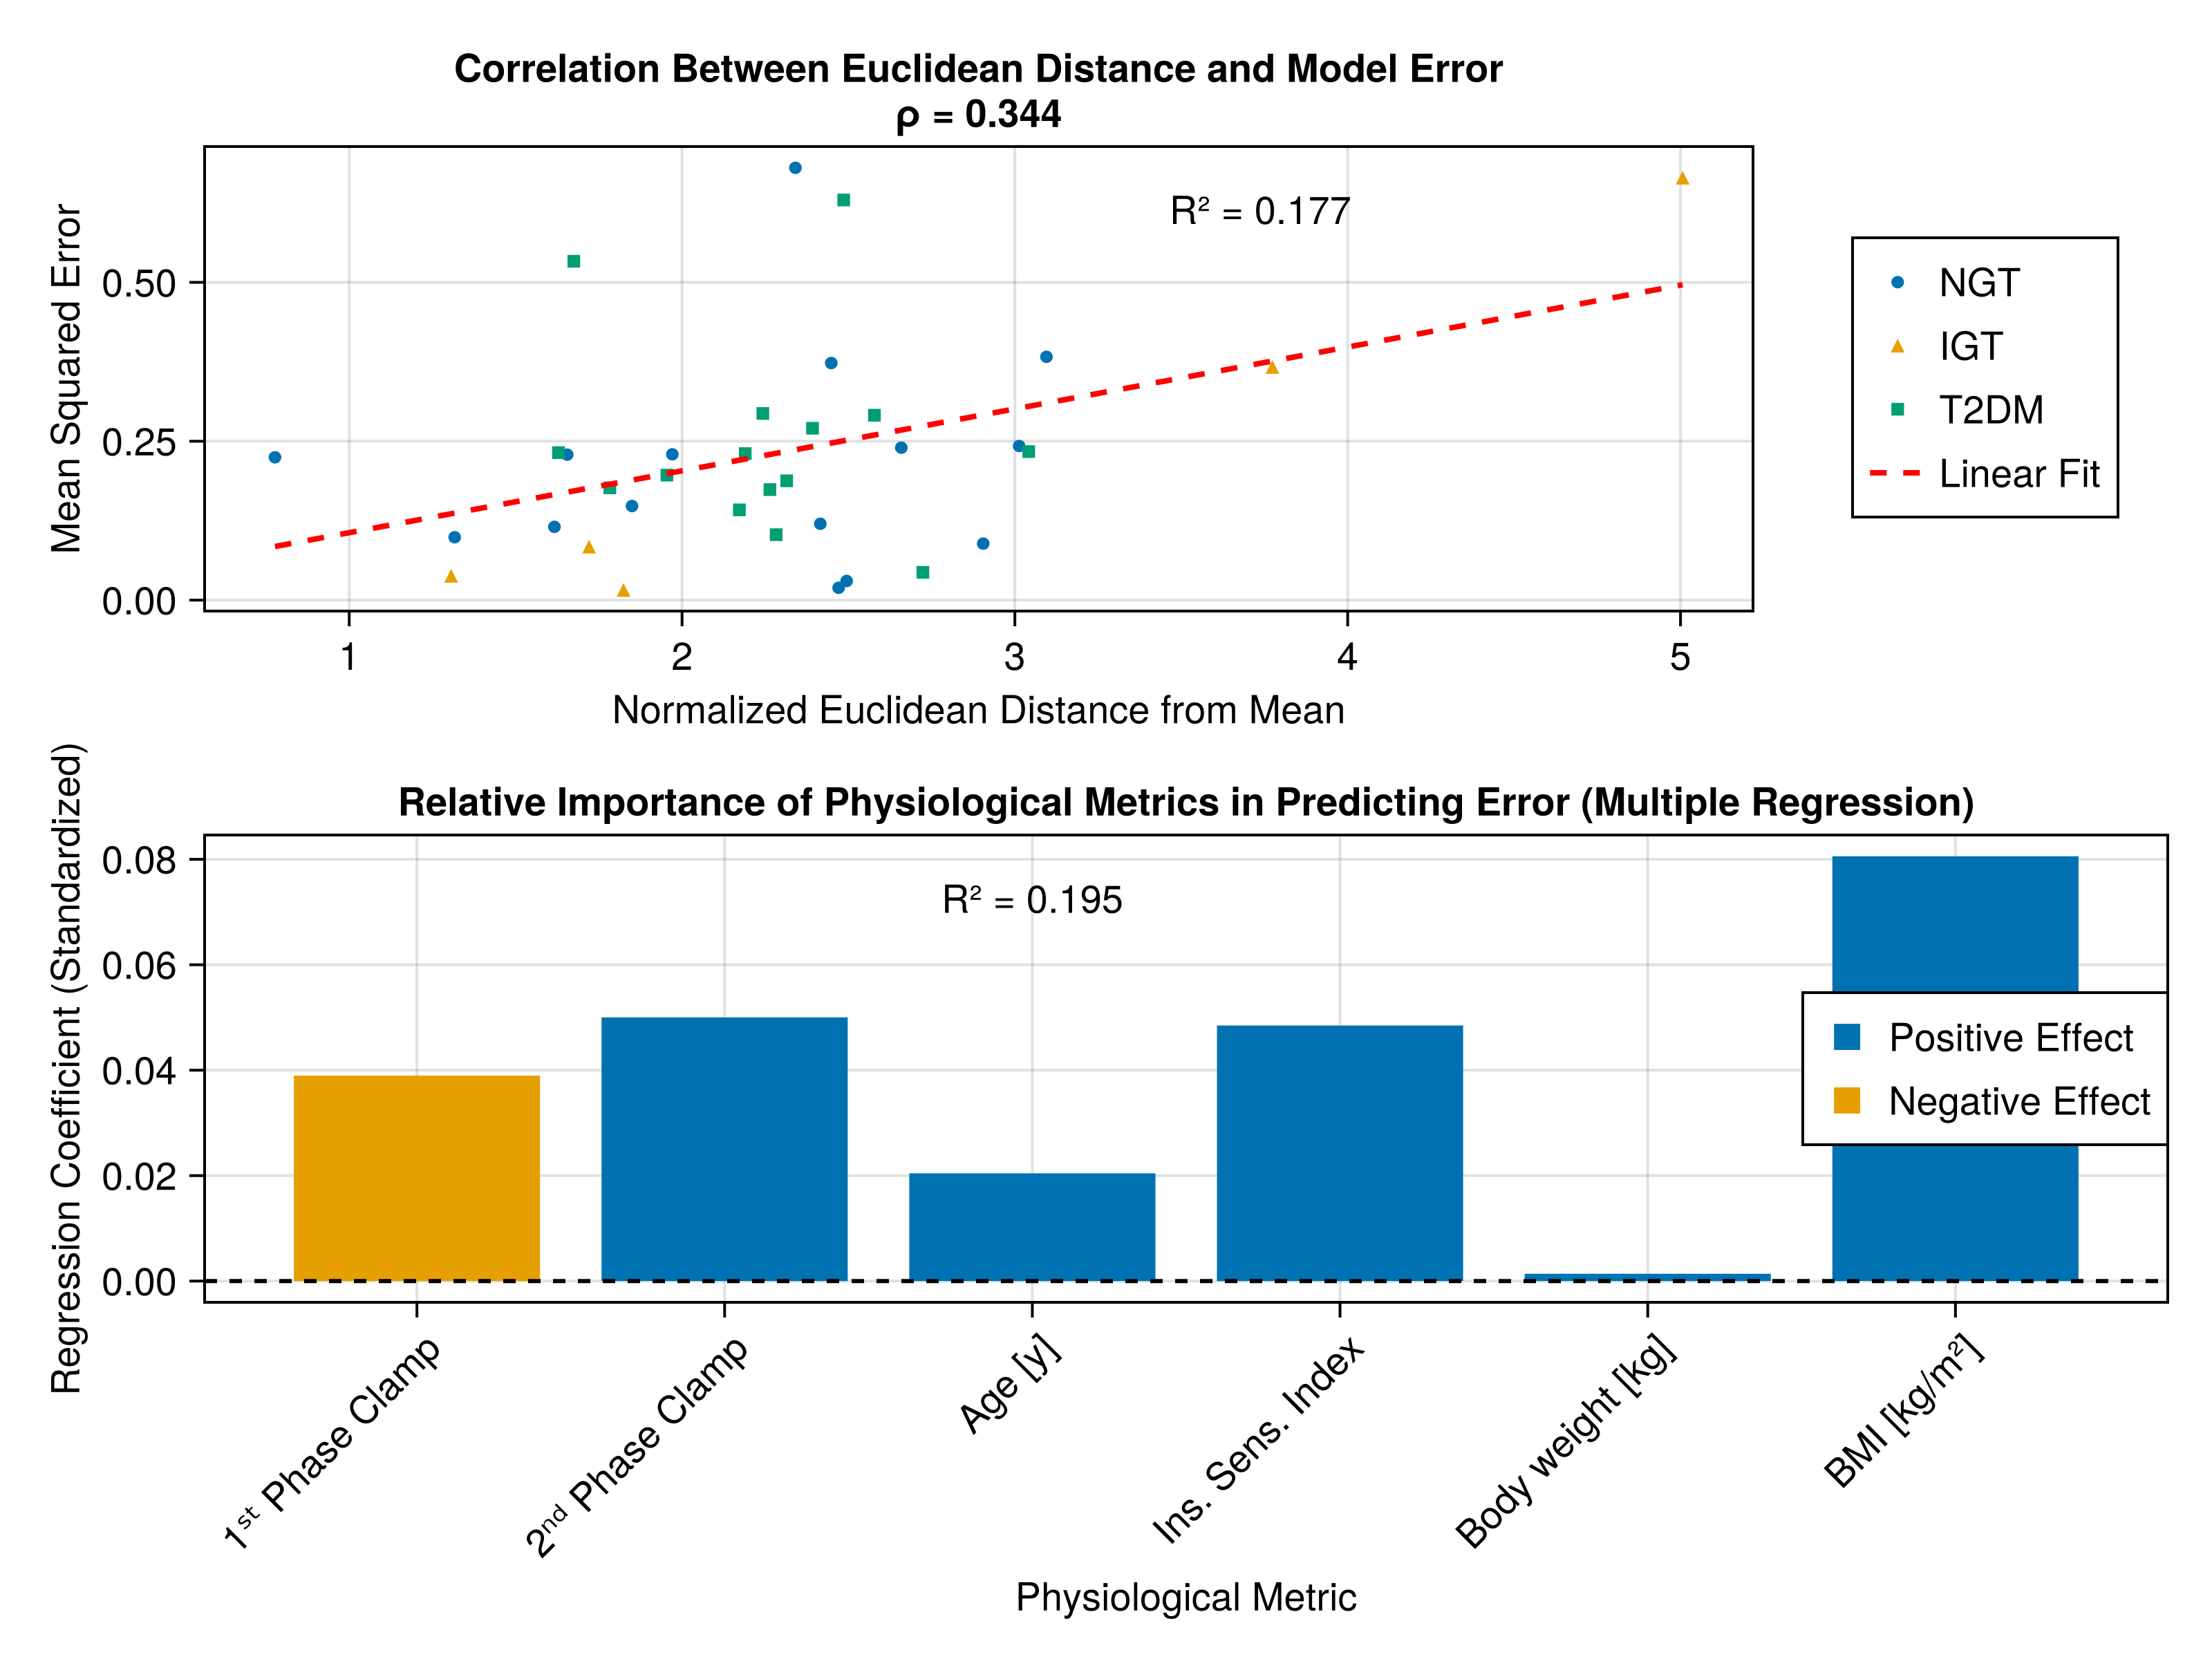 Correlation Between Euclidean Distance and Model Error
ρ = 0.344
Mean Squared Error
0.50
0.25
0.00
R² = 0.177
1 2 3 4 5
Normalized Euclidean Distance from Mean
NGT
IGT
T2DM
Linear Fit
Relative Importance of Physiological Metrics in Predicting Error (Multiple Regression)
Regression Coefficient (Standardized)
0.08
0.06
0.04
0.02
0.00
R² = 0.195
Positive Effect
Negative Effect
1ˢᵗ Phase Clamp
2ⁿᵈ Phase Clamp
Age [y]
Ins. Sens. Index
Body weight [kg]
BMI [kg/m²]
Physiological Metric